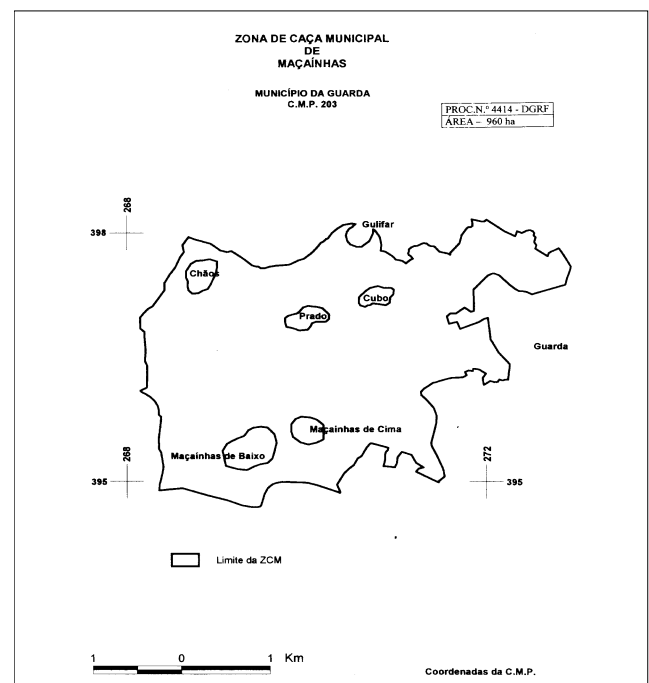 ZONA DE CAÇA MUNICIPAL
DE
MAÇAÍNHAS
MUNICÍPIO DA GUARDA
C.M.P. 203
PROC.N.º 4414 - DGRF
ÁREA – 960 ha
268
398
Gulifar
Chãos
Cubo
Prado
Guarda
Maçainhas de Cima
Maçainhas de Baixo
268
395
272
395
Limite da ZCM
1 0 1 Km
Coordenadas da C.M.P.